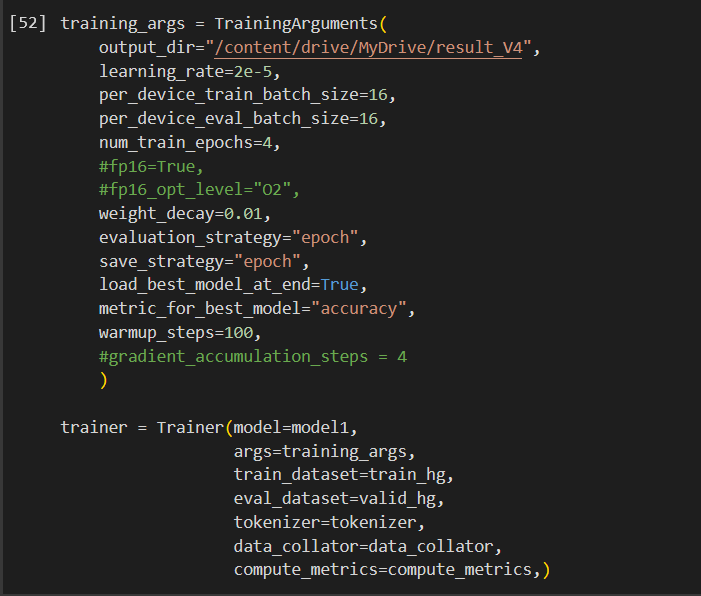 [52] training_args = TrainingArguments(
output_dir="/content/drive/MyDrive/result_V4",
learning_rate=2e-5,
per_device_train_batch_size=16,
per_device_eval_batch_size=16,
num_train_epochs=4,
#fp16=True,
#fp16_opt_level="O2",
weight_decay=0.01,
evaluation_strategy="epoch",
save_strategy="epoch",
load_best_model_at_end=True,
metric_for_best_model="accuracy",
warmup_steps=100,
#gradient_accumulation_steps = 4
)
trainer = Trainer(model=model1,
args=training_args,
train_dataset=train_hg,
eval_dataset=valid_hg,
tokenizer=tokenizer,
data_collator=data_collator,
compute_metrics=compute_metrics,)